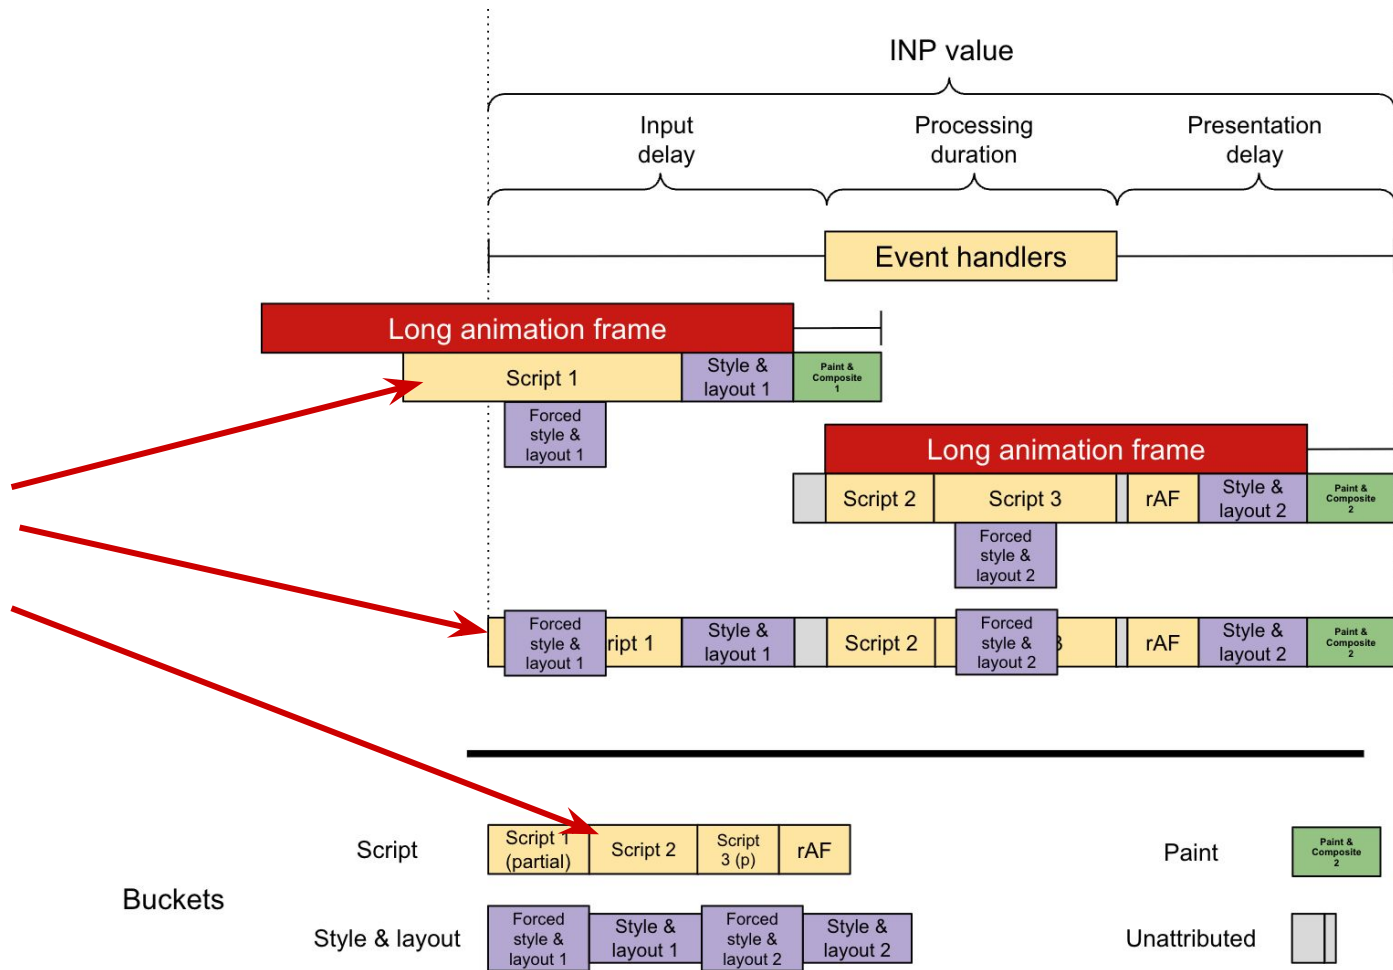 INP value
Input
delay
Processing
duration
Presentation
delay
Event handlers
Long animation frame
Script 1
Style &
layout 1
Paint &
Composite
1
Forced
style &
layout 1
Long animation frame
Script 2
Script 3
rAF
Style &
layout 2
Paint &
Composite
2
Forced
style &
layout 2
Forced
style &
layout 1
ript 1
Style &
layout 1
Script 2
Forced
style &
layout 2
3
rAF
Style &
layout 2
Paint &
Composite
2
Script
Script 1
(partial)
Script 2
Script
3 (p)
rAF
Paint
Paint &
Composite
2
Buckets
Style & layout
Forced
style &
layout 1
Style &
layout 1
Forced
style &
layout 2
Style &
layout 2
Unattributed